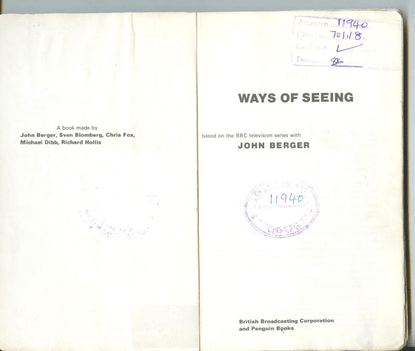 A book made by
John Berger, Sven Blomberg, Chris Fox,
Michael Dibb, Richard Hollis
11940
701.18
WAYS OF SEEING
based on the BBC television series with
JOHN BERGER
11940
British Broadcasting Corporation
and Penguin Books